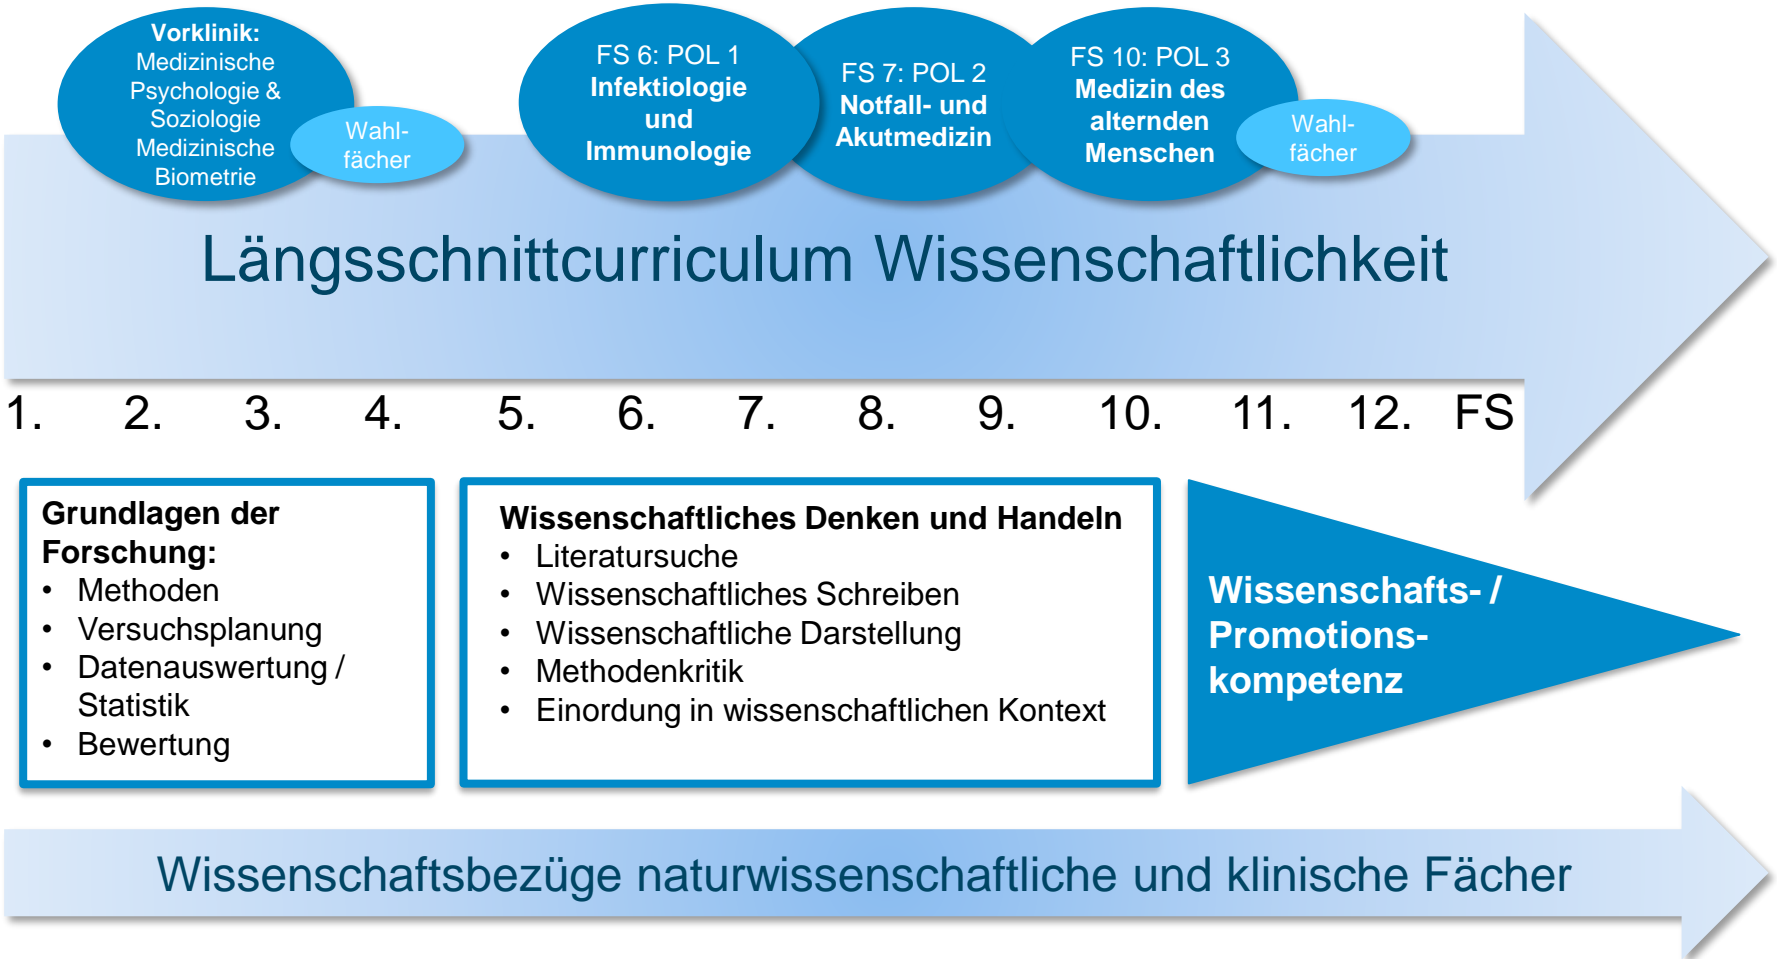 Vorklinik:
Medizinische
Psychologie &
Soziologie
Medizinische
Biometrie
Wahl-
fächer
FS 6: POL 1
Infektiologie
und
Immunologie
FS 7: POL 2
Notfall- und
Akutmedizin
FS 10: POL 3
Medizin des
alternden
Menschen
Wahl-
fächer
Längsschnittcurriculum Wissenschaftlichkeit
1. 2. 3. 4. 5. 6. 7. 8. 9. 10. 11. 12. FS
Grundlagen der
Forschung:
• Methoden
• Versuchsplanung
• Datenauswertung /
Statistik
• Bewertung
Wissenschaftliches Denken und Handeln
• Literatursuche
• Wissenschaftliches Schreiben
• Wissenschaftliche Darstellung
• Methodenkritik
• Einordung in wissenschaftlichen Kontext
Wissenschafts- /
Promotions-
kompetenz
Wissenschaftsbezüge naturwissenschaftliche und klinische Fächer